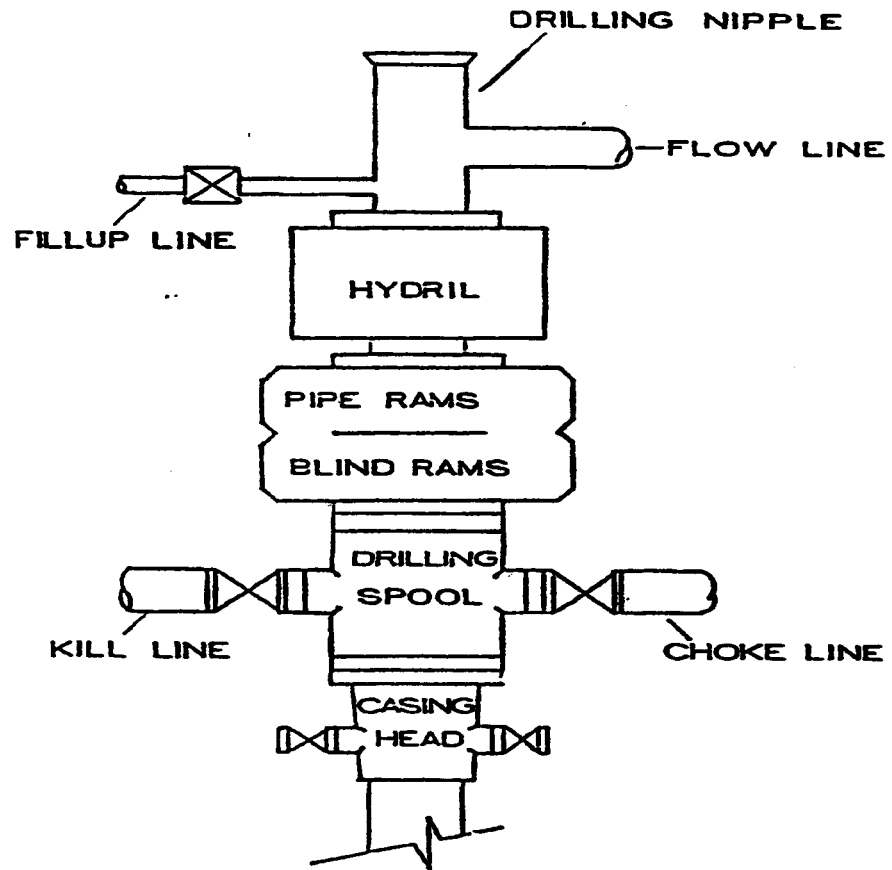 DRILLING NIPPLE
FLOW LINE
FILLUP LINE
HYDRIL
PIPE RAMS
BLIND RAMS
DRILLING
SPOOL
KILL LINE
CHOKE LINE
CASING
HEAD